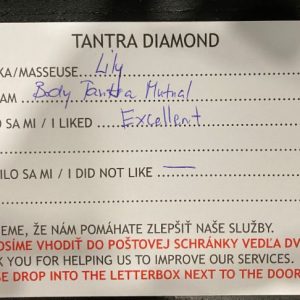 TANTRA DIAMOND
KA/MASSEUSE Lily
AM Body Tantra Mutual
O SA MI / I LIKED Excellent
ILO SA MI / I DID NOT LIKE —
EME, ŽE NÁM POMÁHATE ZLEPŠIŤ NAŠE SLUŽBY.
OSÍME VHODIŤ DO POŠTOVEJ SCHRÁNKY VEDĽA DV
K YOU FOR HELPING US TO IMPROVE OUR SERVICES.
SE DROP INTO THE LETTERBOX NEXT TO THE DOOR